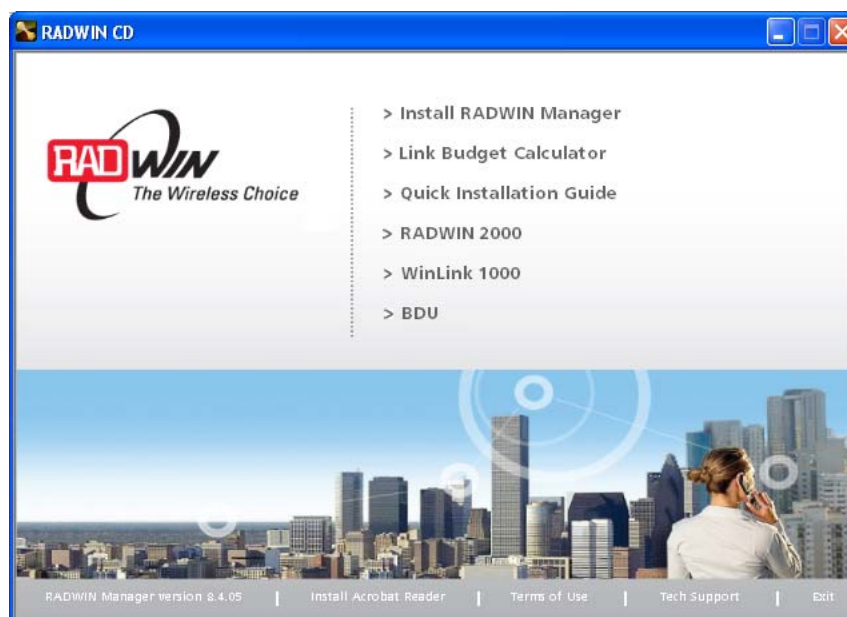 RADWIN CD
RADWIN
The Wireless Choice
> Install RADWIN Manager
> Link Budget Calculator
> Quick Installation Guide
> RADWIN 2000
> WinLink 1000
> BDU
RADWIN Manager version 8.4.05 | Install Acrobat Reader | Terms of Use | Tech Support | Exit